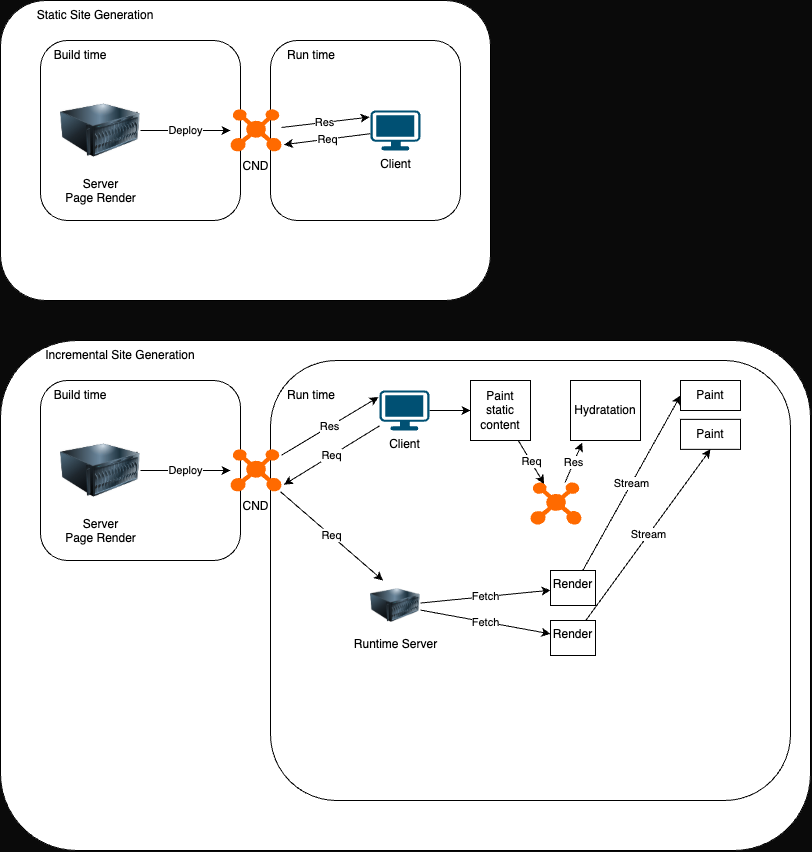 Static Site Generation
Build time
Run time
Deploy
Res
Req
CND
Client
Server
Page Render
Incremental Site Generation
Build time
Run time
Paint
static
content
Hydratation
Paint
Paint
Res
Client
Req
Req
Res
Deploy
Stream
CND
Server
Page Render
Req
Stream
Render
Fetch
Fetch
Render
Runtime Server